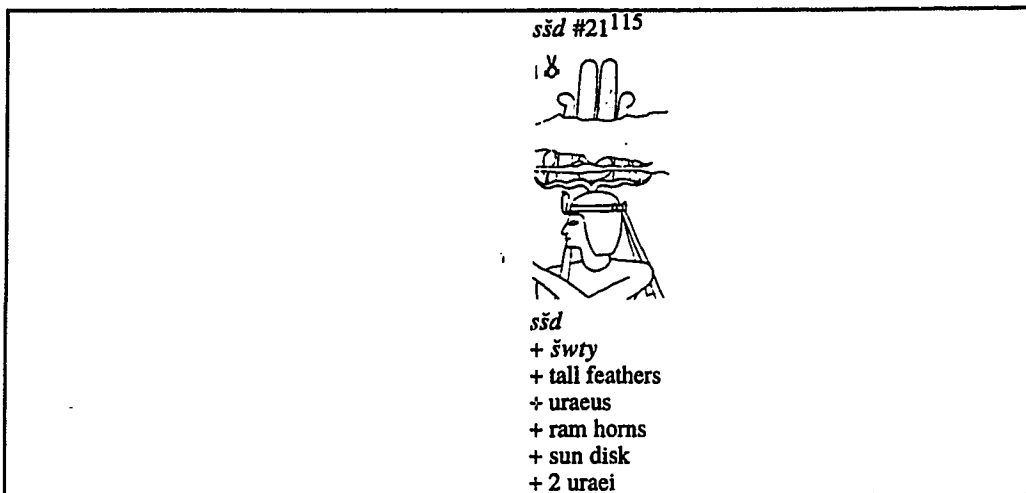 sšd #21115
sšd
+ šwty
+ tall feathers
+ uraeus
+ ram horns
+ sun disk
+ 2 uraei